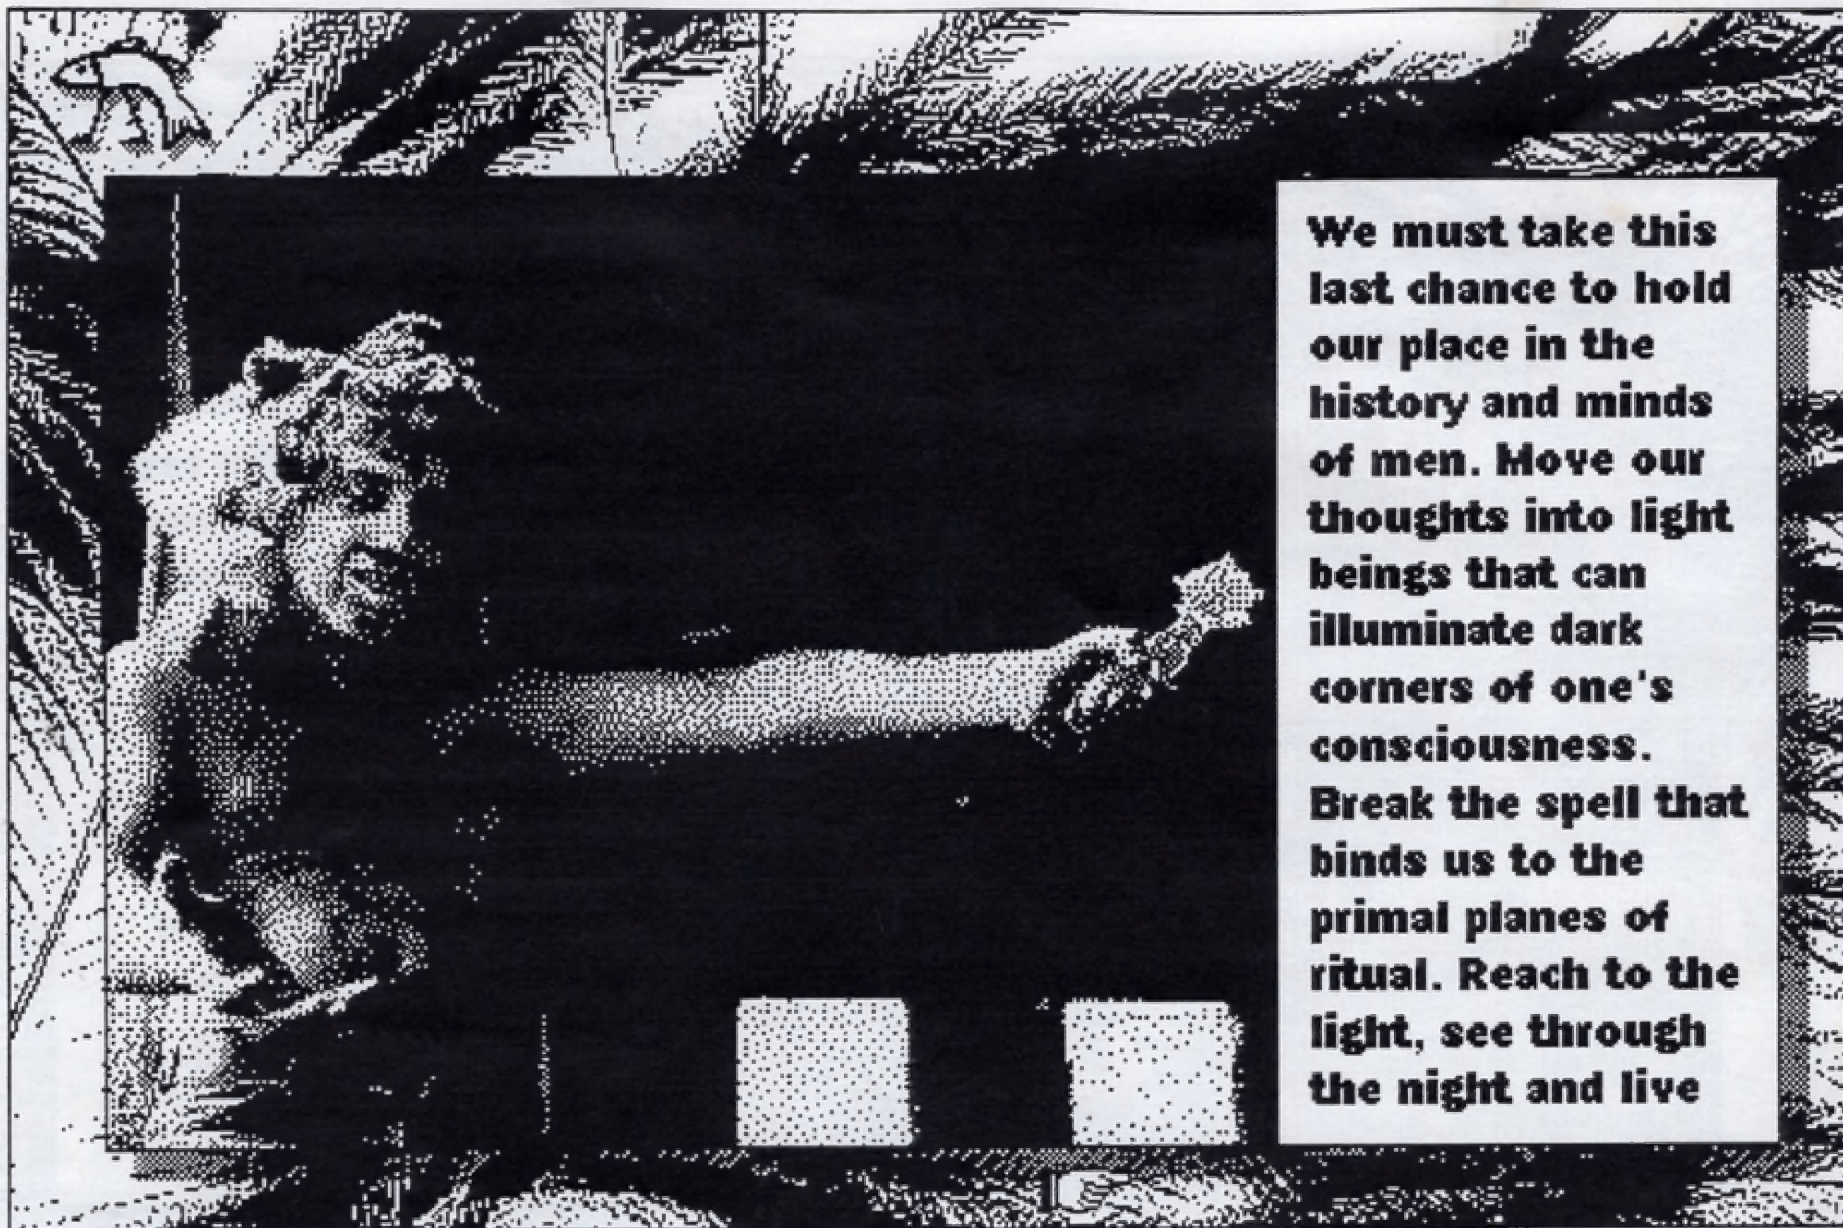 We must take this
last chance to hold
our place in the
history and minds
of men. Move our
thoughts into light
beings that can
illuminate dark
corners of one's
consciousness.
Break the spell that
binds us to the
primal planes of
ritual. Reach to the
light, see through
the night and live